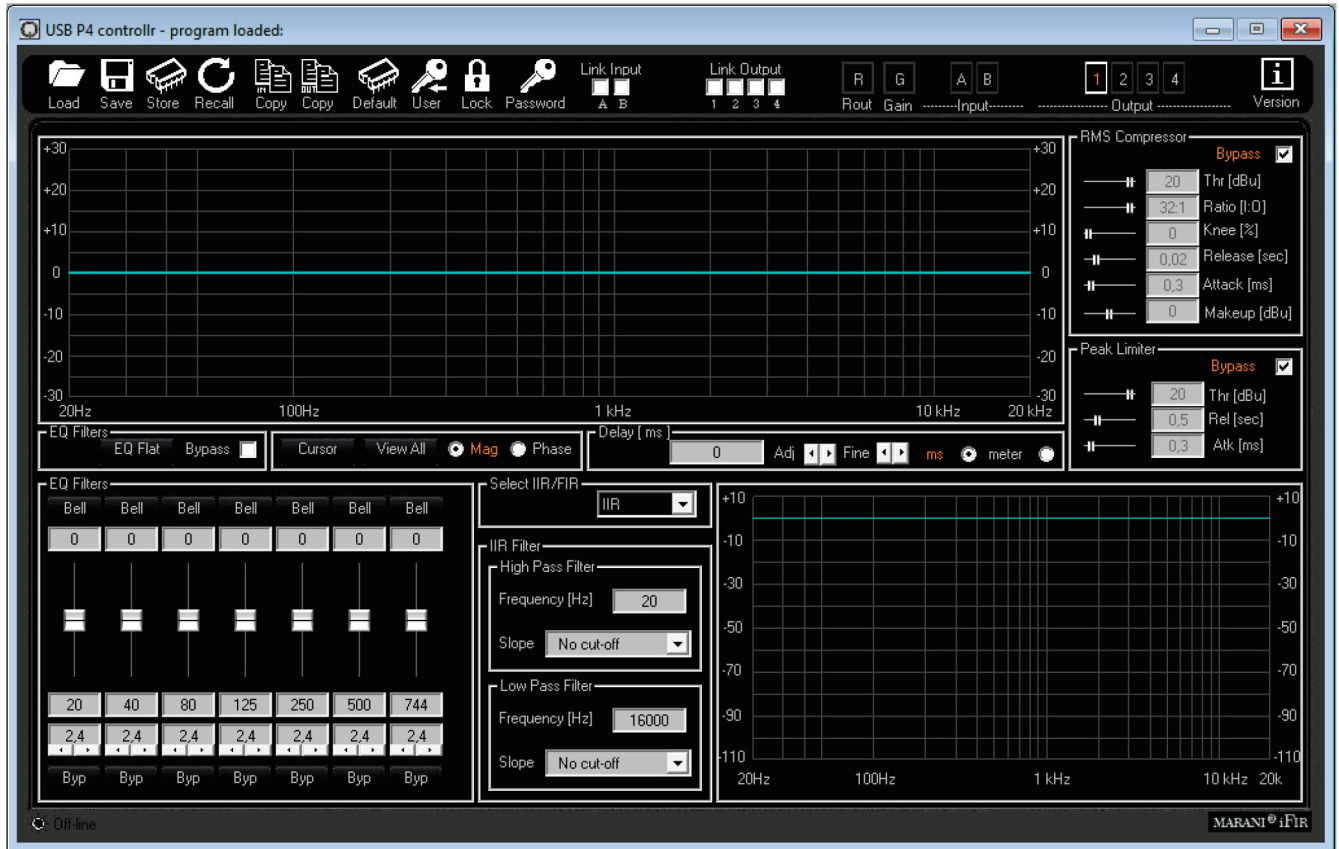 USB P4 controllr - program loaded:
Load Save Store Recall Copy Copy Default User Lock Password
IN OUT
Link Input
A B
Link Output
1 2 3 4
R G A B 1 2 3 4
Rout Gain --------Input-------- ---------------- Output ----------------
i
Version
+30 +30
+20 +20
+10 +10
0 0
-10 -10
-20 -20
-30 -30
20Hz 100Hz 1 kHz 10 kHz 20 kHz
RMS Compressor
Bypass
20 Thr [dBu]
32:1 Ratio [I:O]
0 Knee [%]
0,02 Release [sec]
0,3 Attack [ms]
0 Makeup [dBu]
Peak Limiter
Bypass
20 Thr [dBu]
0,5 Rel [sec]
0,3 Atk [ms]
EQ Filters
EQ Flat Bypass
Cursor View All Mag Phase
Delay [ ms ]
0 Adj Fine ms meter
EQ Filters
Bell Bell Bell Bell Bell Bell Bell
0 0 0 0 0 0 0
20 40 80 125 250 500 744
2,4 2,4 2,4 2,4 2,4 2,4 2,4
Byp Byp Byp Byp Byp Byp Byp
Select IIR/FIR
IIR
IIR Filter
High Pass Filter
Frequency [Hz] 20
Slope No cut-off
Low Pass Filter
Frequency [Hz] 16000
Slope No cut-off
+10 +10
-10 -10
-30 -30
-50 -50
-70 -70
-90 -90
-110 -110
20Hz 100Hz 1 kHz 10 kHz 20k
Off-line
MARANI® iFIR